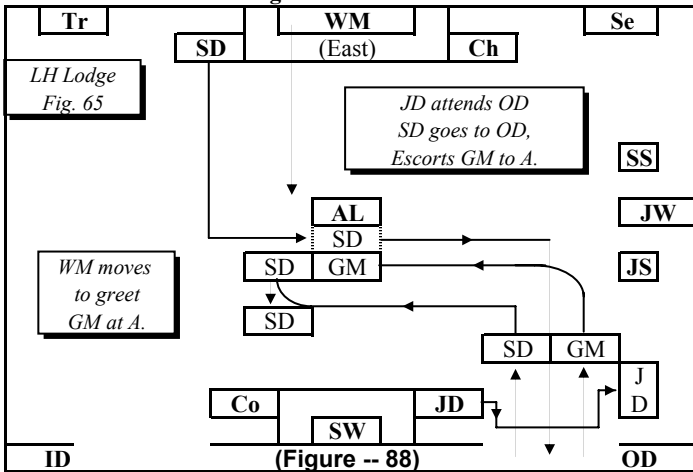 Tr
WM
Se
SD
(East)
Ch
LH Lodge
Fig. 65
JD attends OD
SD goes to OD,
Escorts GM to A.
SS
AL
JW
SD
WM moves
to greet
GM at A.
SD
GM
JS
SD
SD
GM
J
D
Co
JD
SW
ID
(Figure -- 88)
OD